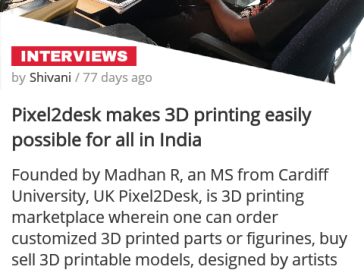 INTERVIEWS
by Shivani / 77 days ago
Pixel2desk makes 3D printing easily
possible for all in India
Founded by Madhan R, an MS from Cardiff
University, UK Pixel2Desk, is 3D printing
marketplace wherein one can order
customized 3D printed parts or figurines, buy
sell 3D printable models, designed by artists